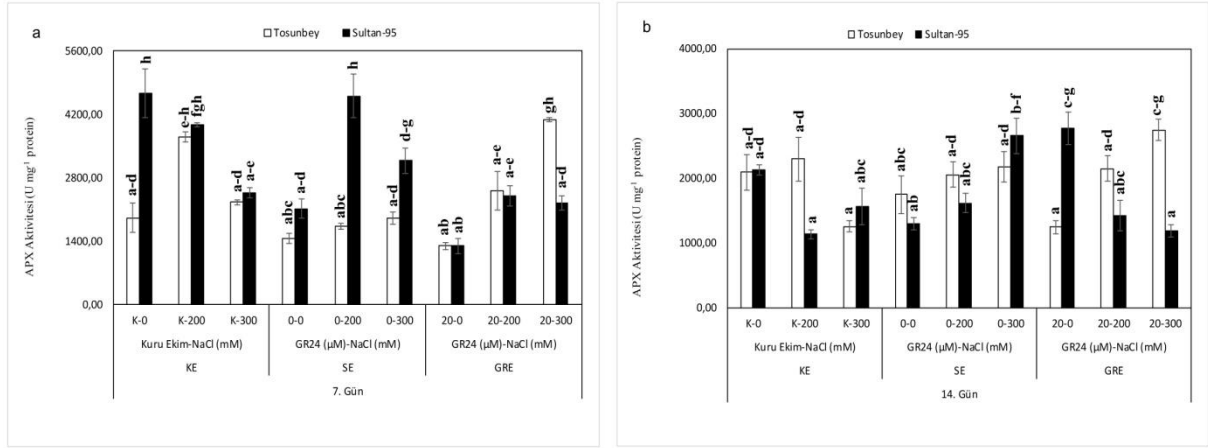 a
Tosunbey Sultan-95
APX Aktivitesi (U mg-1 protein)
5600,00
4200,00
2800,00
1400,00
0,00
a-d h e-h fgh a-d a-e abc a-d abc h a-d d-g ab ab a-e a-e gh a-d
K-0 K-200 K-300 0-0 0-200 0-300 20-0 20-200 20-300
Kuru Ekim-NaCl (mM) GR24 (µM)-NaCl (mM) GR24 (µM)-NaCl (mM)
KE SE GRE
7. Gün
b
Tosunbey Sultan-95
APX Aktivitesi (U mg-1 protein)
4000,00
3000,00
2000,00
1000,00
0,00
a-d a-d a-d a a abc abc ab a-d abc a-d b-f a c-g a-d abc c-g a
K-0 K-200 K-300 0-0 0-200 0-300 20-0 20-200 20-300
Kuru Ekim-NaCl (mM) GR24 (µM)-NaCl (mM) GR24 (µM)-NaCl (mM)
KE SE GRE
14. Gün